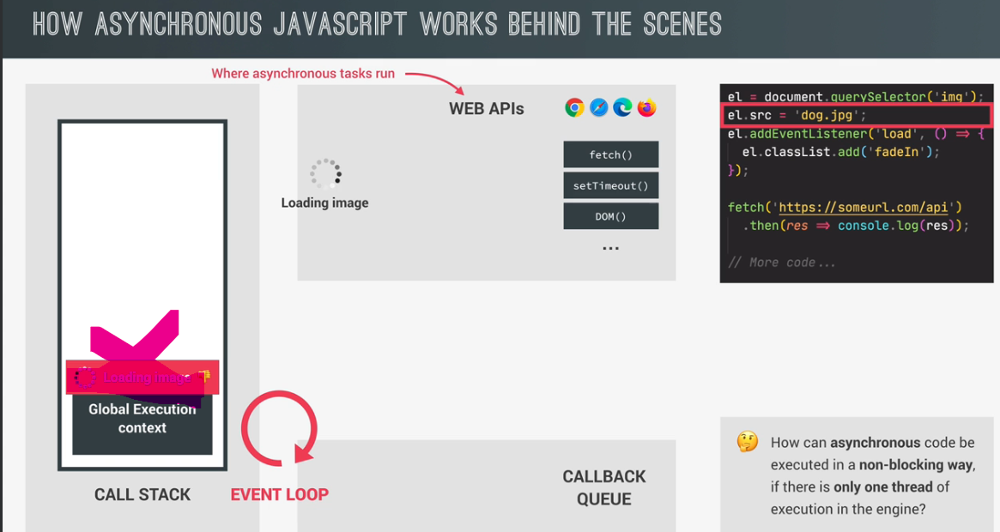 HOW ASYNCHRONOUS JAVASCRIPT WORKS BEHIND THE SCENES
Where asynchronous tasks run
WEB APIs
fetch()
setTimeout()
DOM()
...
Loading image
el = document.querySelector('img');
el.src = 'dog.jpg';
el.addEventListener('load', () => {
el.classList.add('fadeIn');
});
fetch('https://someurl.com/api')
.then(res => console.log(res));
// More code...
Loading image
Global Execution
context
CALL STACK
EVENT LOOP
CALLBACK
QUEUE
How can asynchronous code be
executed in a non-blocking way,
if there is only one thread of
execution in the engine?